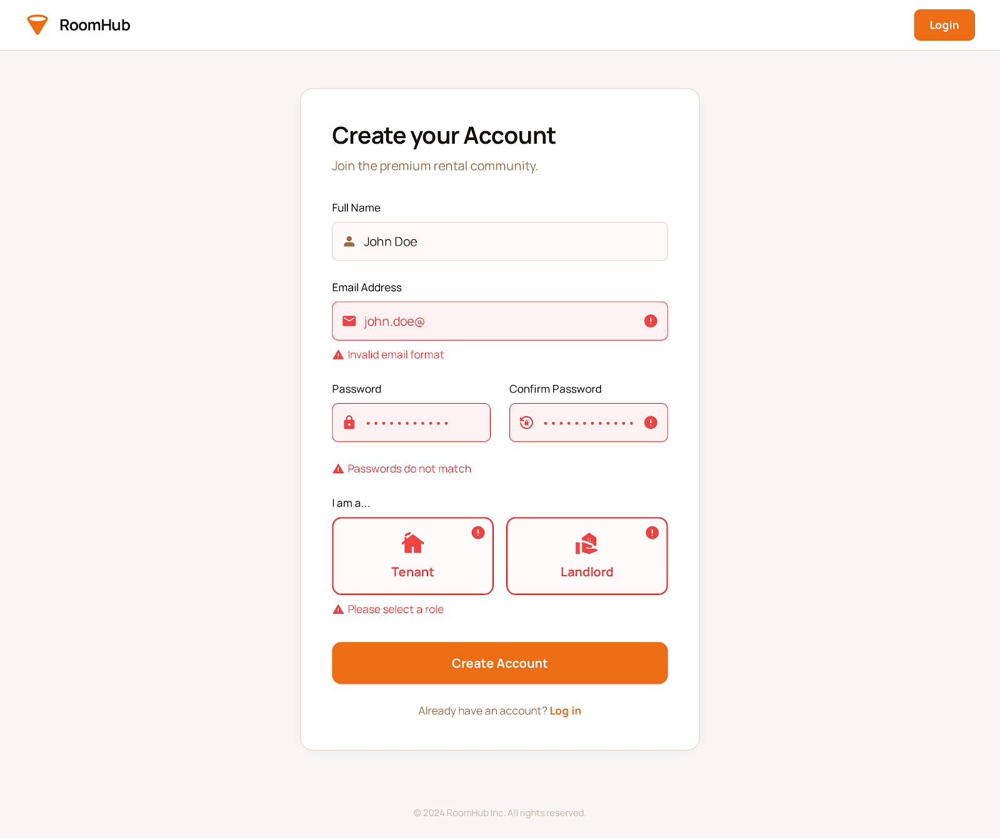 RoomHub
Login
Create your Account
Join the premium rental community.
Full Name
John Doe
Email Address
john.doe@
Invalid email format
Password
Confirm Password
•••••••••••
••••••••••••
Passwords do not match
I am a...
Tenant
Landlord
Please select a role
Create Account
Already have an account? Log in
© 2024 RoomHub Inc. All rights reserved.